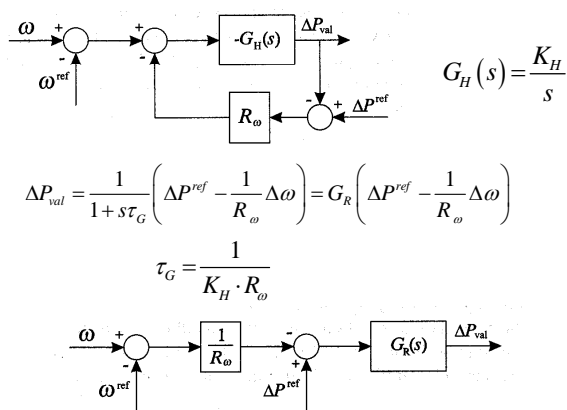 ω + - + - -G_H(s) ΔP_val
ω^ref
R_ω - + ΔP^ref
G_H(s) = K_H / s
ΔP_val = 1 / (1 + sτ_G) (ΔP^ref − 1/R_ω Δω) = G_R (ΔP^ref − 1/R_ω Δω)
τ_G = 1 / (K_H · R_ω)
ω + - 1/R_ω - + G_R(s) ΔP_val
ω^ref ΔP^ref